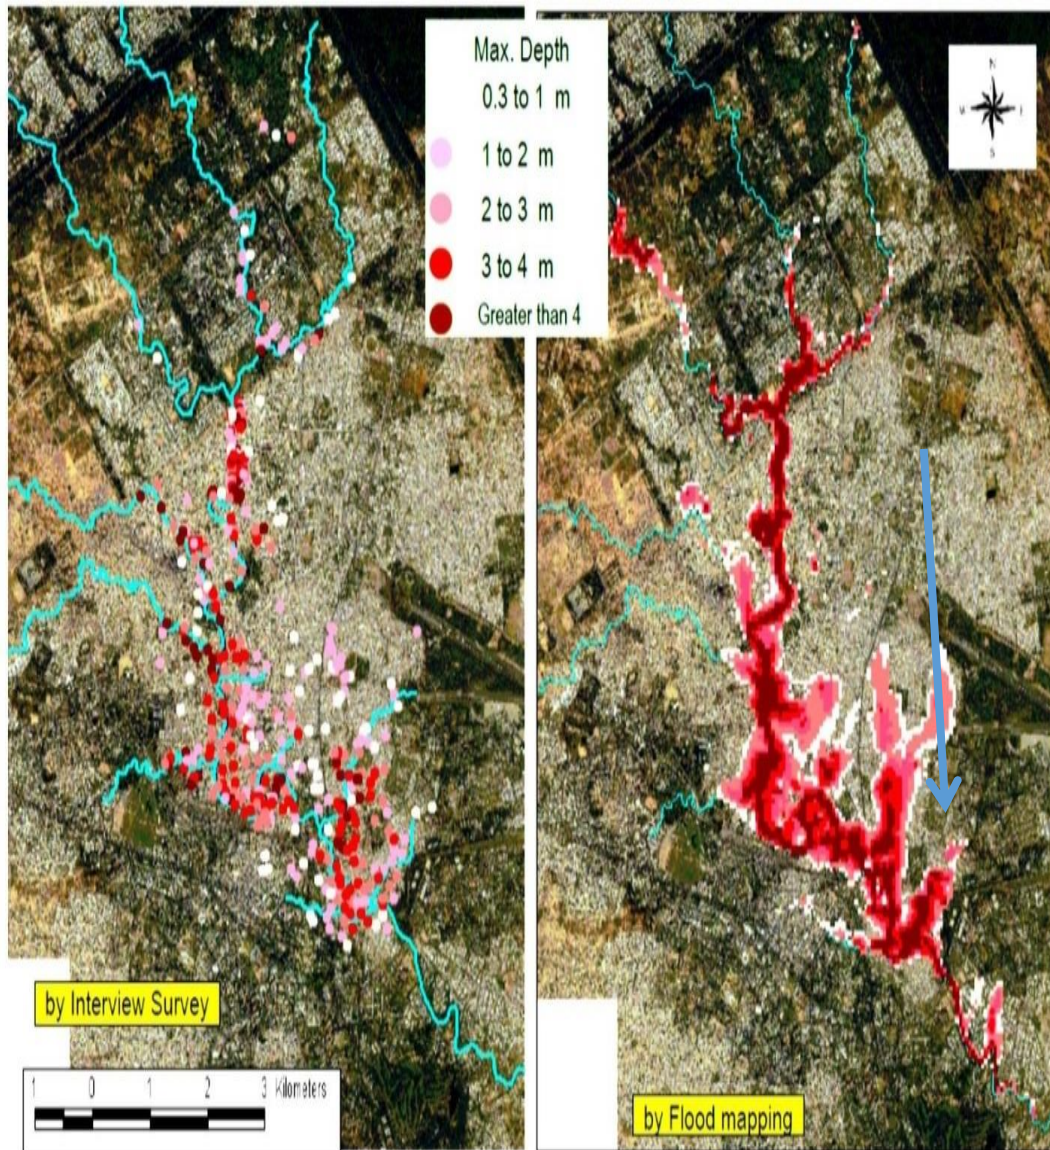 Max. Depth
0.3 to 1 m
1 to 2 m
2 to 3 m
3 to 4 m
Greater than 4
N
S
by Interview Survey
1 0 1 2 3 Kilometers
by Flood mapping